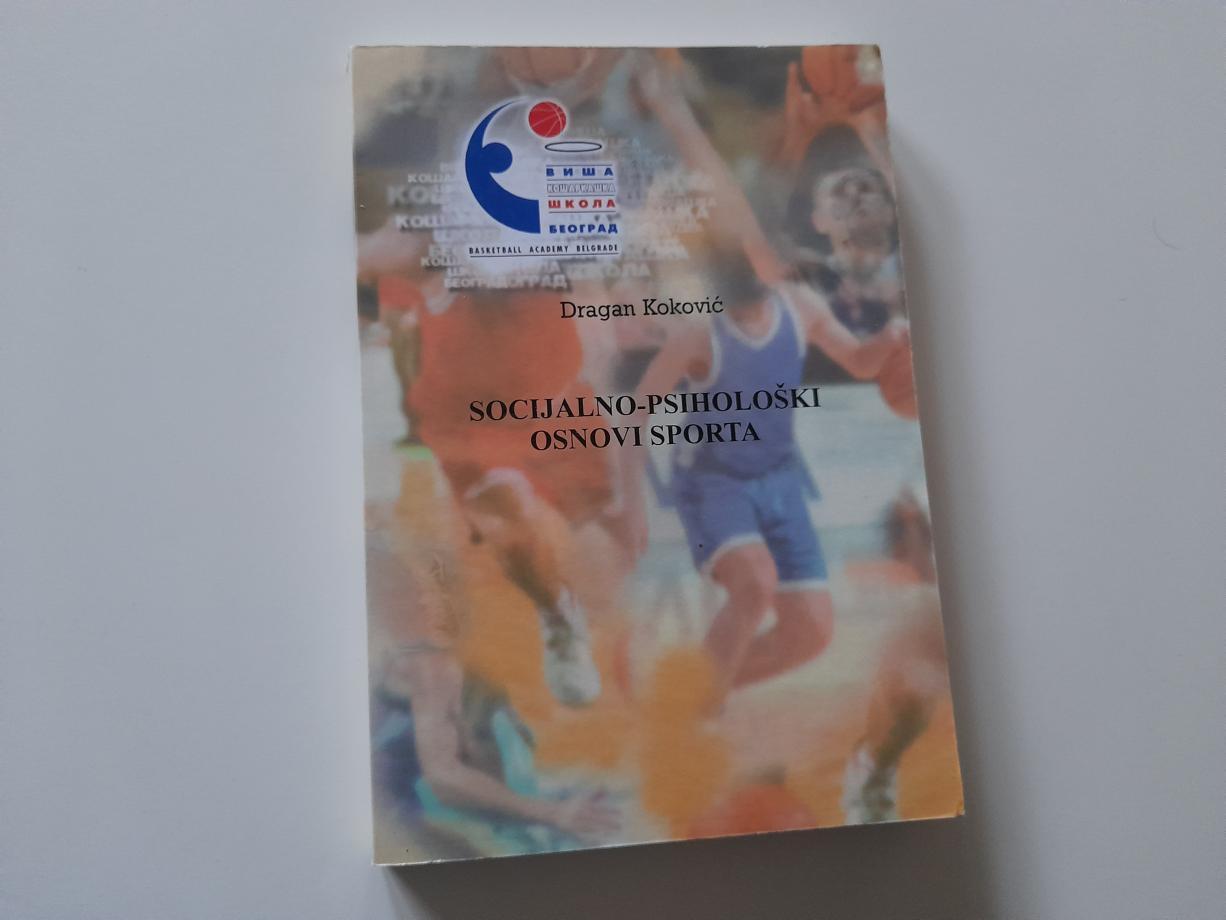 ВИША
КОШАРКАШКА
ШКОЛА
БЕОГРАД
BASKETBALL ACADEMY BELGRADE
Dragan Koković
SOCIJALNO-PSIHOLOŠKI
OSNOVI SPORTA